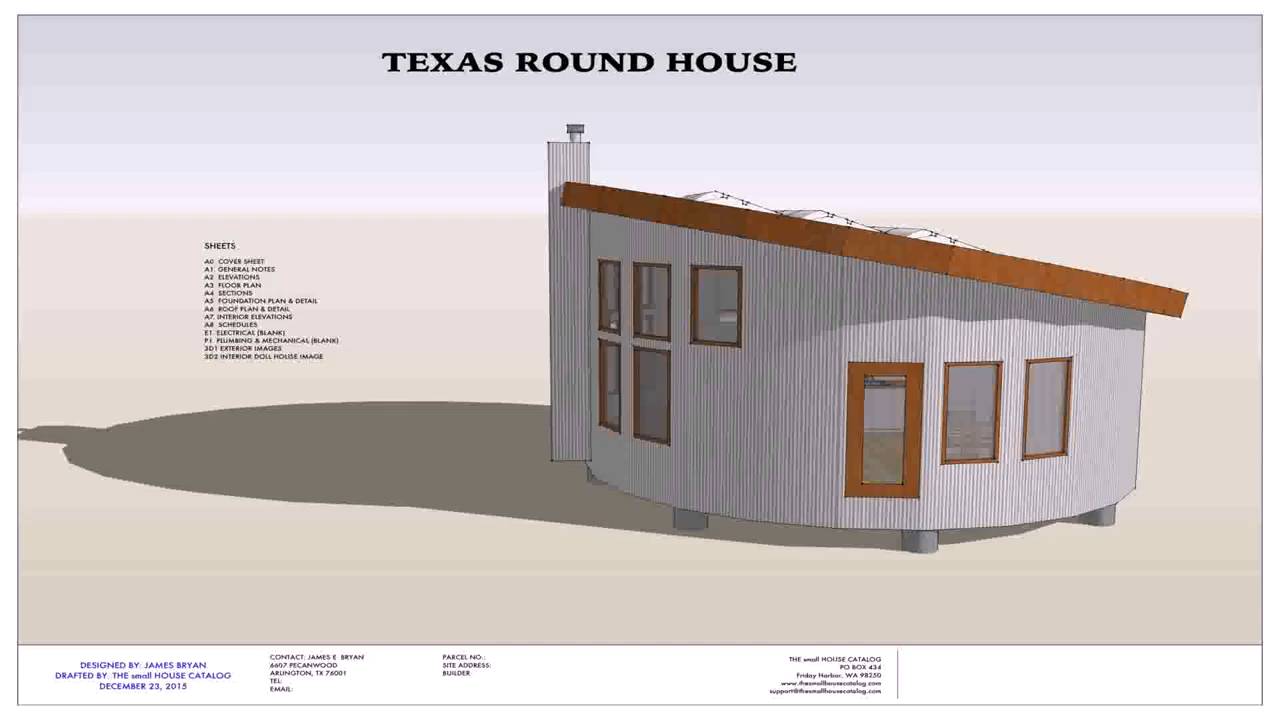 TEXAS ROUND HOUSE
SHEETS
A0 COVER SHEET
A1. GENERAL NOTES
A2 ELEVATIONS
A3 FLOOR PLAN
A4 SECTIONS
A5 FOUNDATION PLAN & DETAIL
A6 ROOF PLAN & DETAIL
A7. INTERIOR ELEVATIONS
A8 SCHEDULES
E1. ELECTRICAL (BLANK)
P.1. PLUMBING & MECHANICAL (BLANK)
3D1 EXTERIOR IMAGES
3D2 INTERIOR DOLL HOUSE IMAGE
DESIGNED BY: JAMES BRYAN
DRAFTED BY: THE small HOUSE CATALOG
DECEMBER 23, 2015
CONTACT: JAMES E BRYAN
6607 PECANWOOD
ARLINGTON, TX 76001
TEL:
EMAIL:
PARCEL NO.:
SITE ADDRESS:
BUILDER
THE small HOUSE CATALOG
PO BOX 434
Friday Harbor, WA 98250
www.thesmallhousecatalog.com
support@thesmallhousecatalog.com